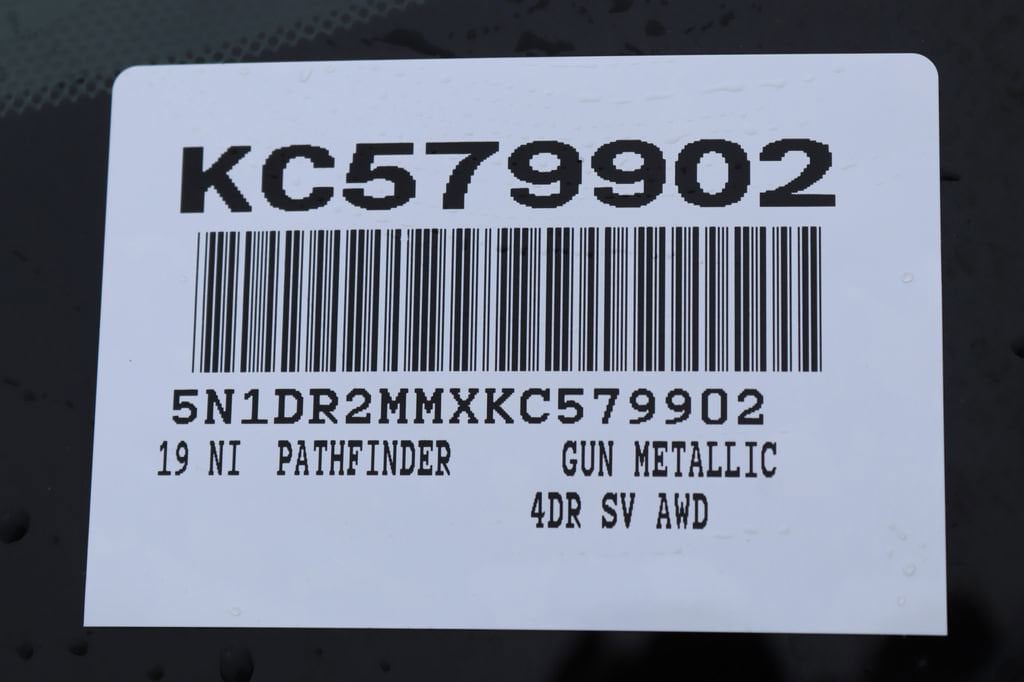 KC579902
5N1DR2MMXKC579902
19 NI PATHFINDER GUN METALLIC
4DR SV AWD